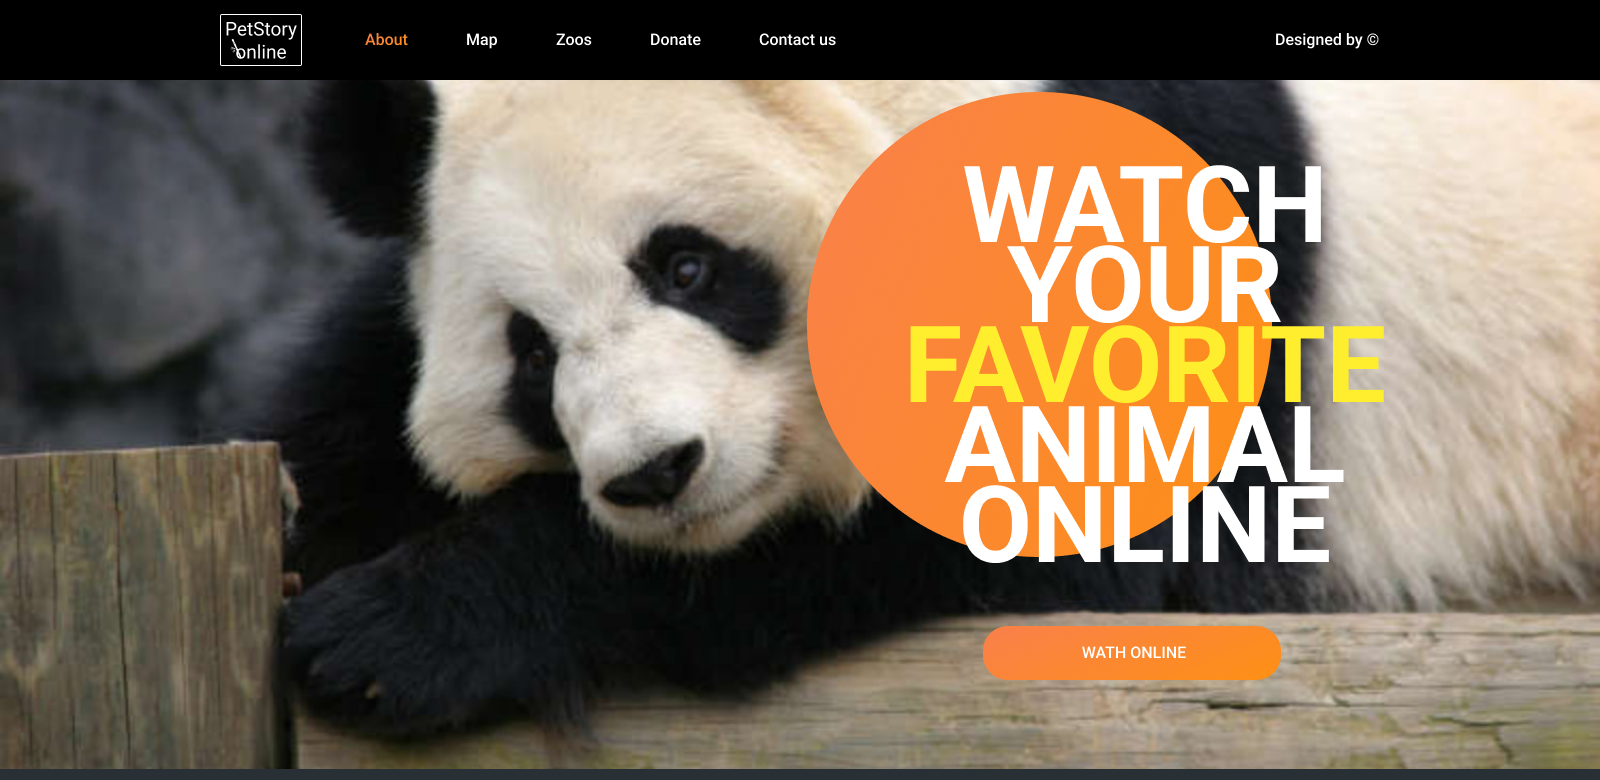 PetStory
online
About Map Zoos Donate Contact us Designed by ©
WATCH
YOUR
FAVORITE
ANIMAL
ONLINE
WATH ONLINE